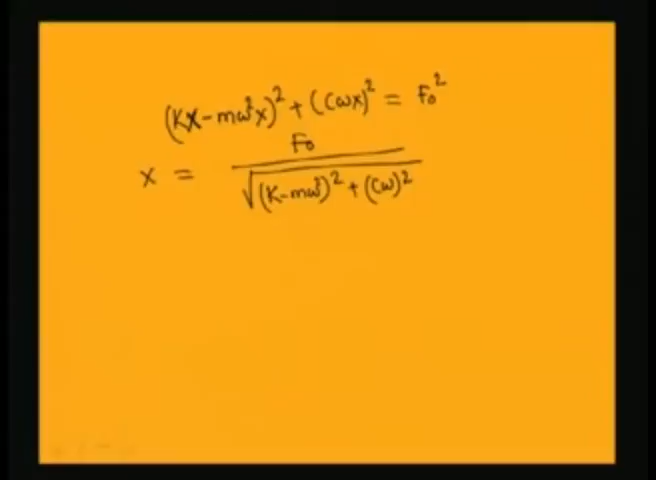 (KX-mω²x)² + (Cωx)² = F₀²
x = F₀ / √((K-mω²)² + (Cω)²)